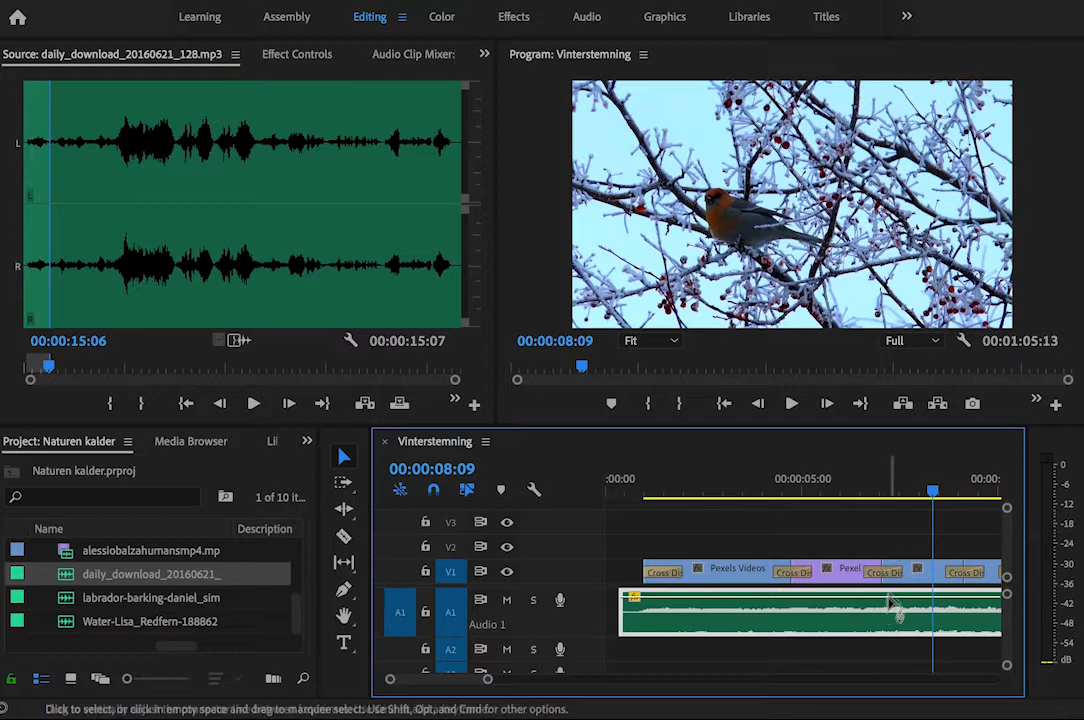 Learning Assembly Editing Color Effects Audio Graphics Libraries Titles
Source: daily_download_20160621_128.mp3 Effect Controls Audio Clip Mixer:
Program: Vinterstemning
L
L
R
R
00:00:15:06 00:00:15:07
00:00:08:09 Fit Full 00:01:05:13
Project: Naturen kalder Media Browser Li
Naturen kalder.prproj
1 of 10 it...
Name Description
alessiobalzahumansmp4.mp
daily_download_20160621_
labrador-barking-daniel_sim
Water-Lisa_Redfern-188862
× Vinterstemning
00:00:08:09
:00:00 00:00:05:00 00:00:
V3
V2
V1 V1 Cross Di Pexels Videos Cross Di Pexel Cross Di Cross Di
A1 A1 M S
Audio 1
A2 M S
0
-6
-12
-18
-24
-30
-36
-42
-48
-54
dB
T
Click to select, or click in empty space and drag to marquee select. Use Shift, Opt, and Cmd for other options.